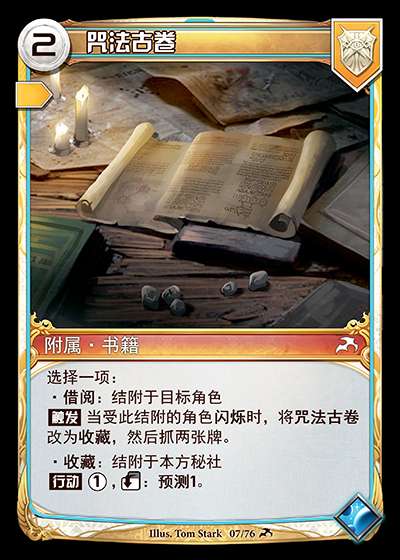 2
咒法古卷
附属·书籍
选择一项：
·借阅：结附于目标角色
触发 当受此结附的角色闪烁时，将咒法古卷
改为收藏，然后抓两张牌。
·收藏：结附于本方秘社
行动 ①，：预测1。
Illus. Tom Stark 07/76